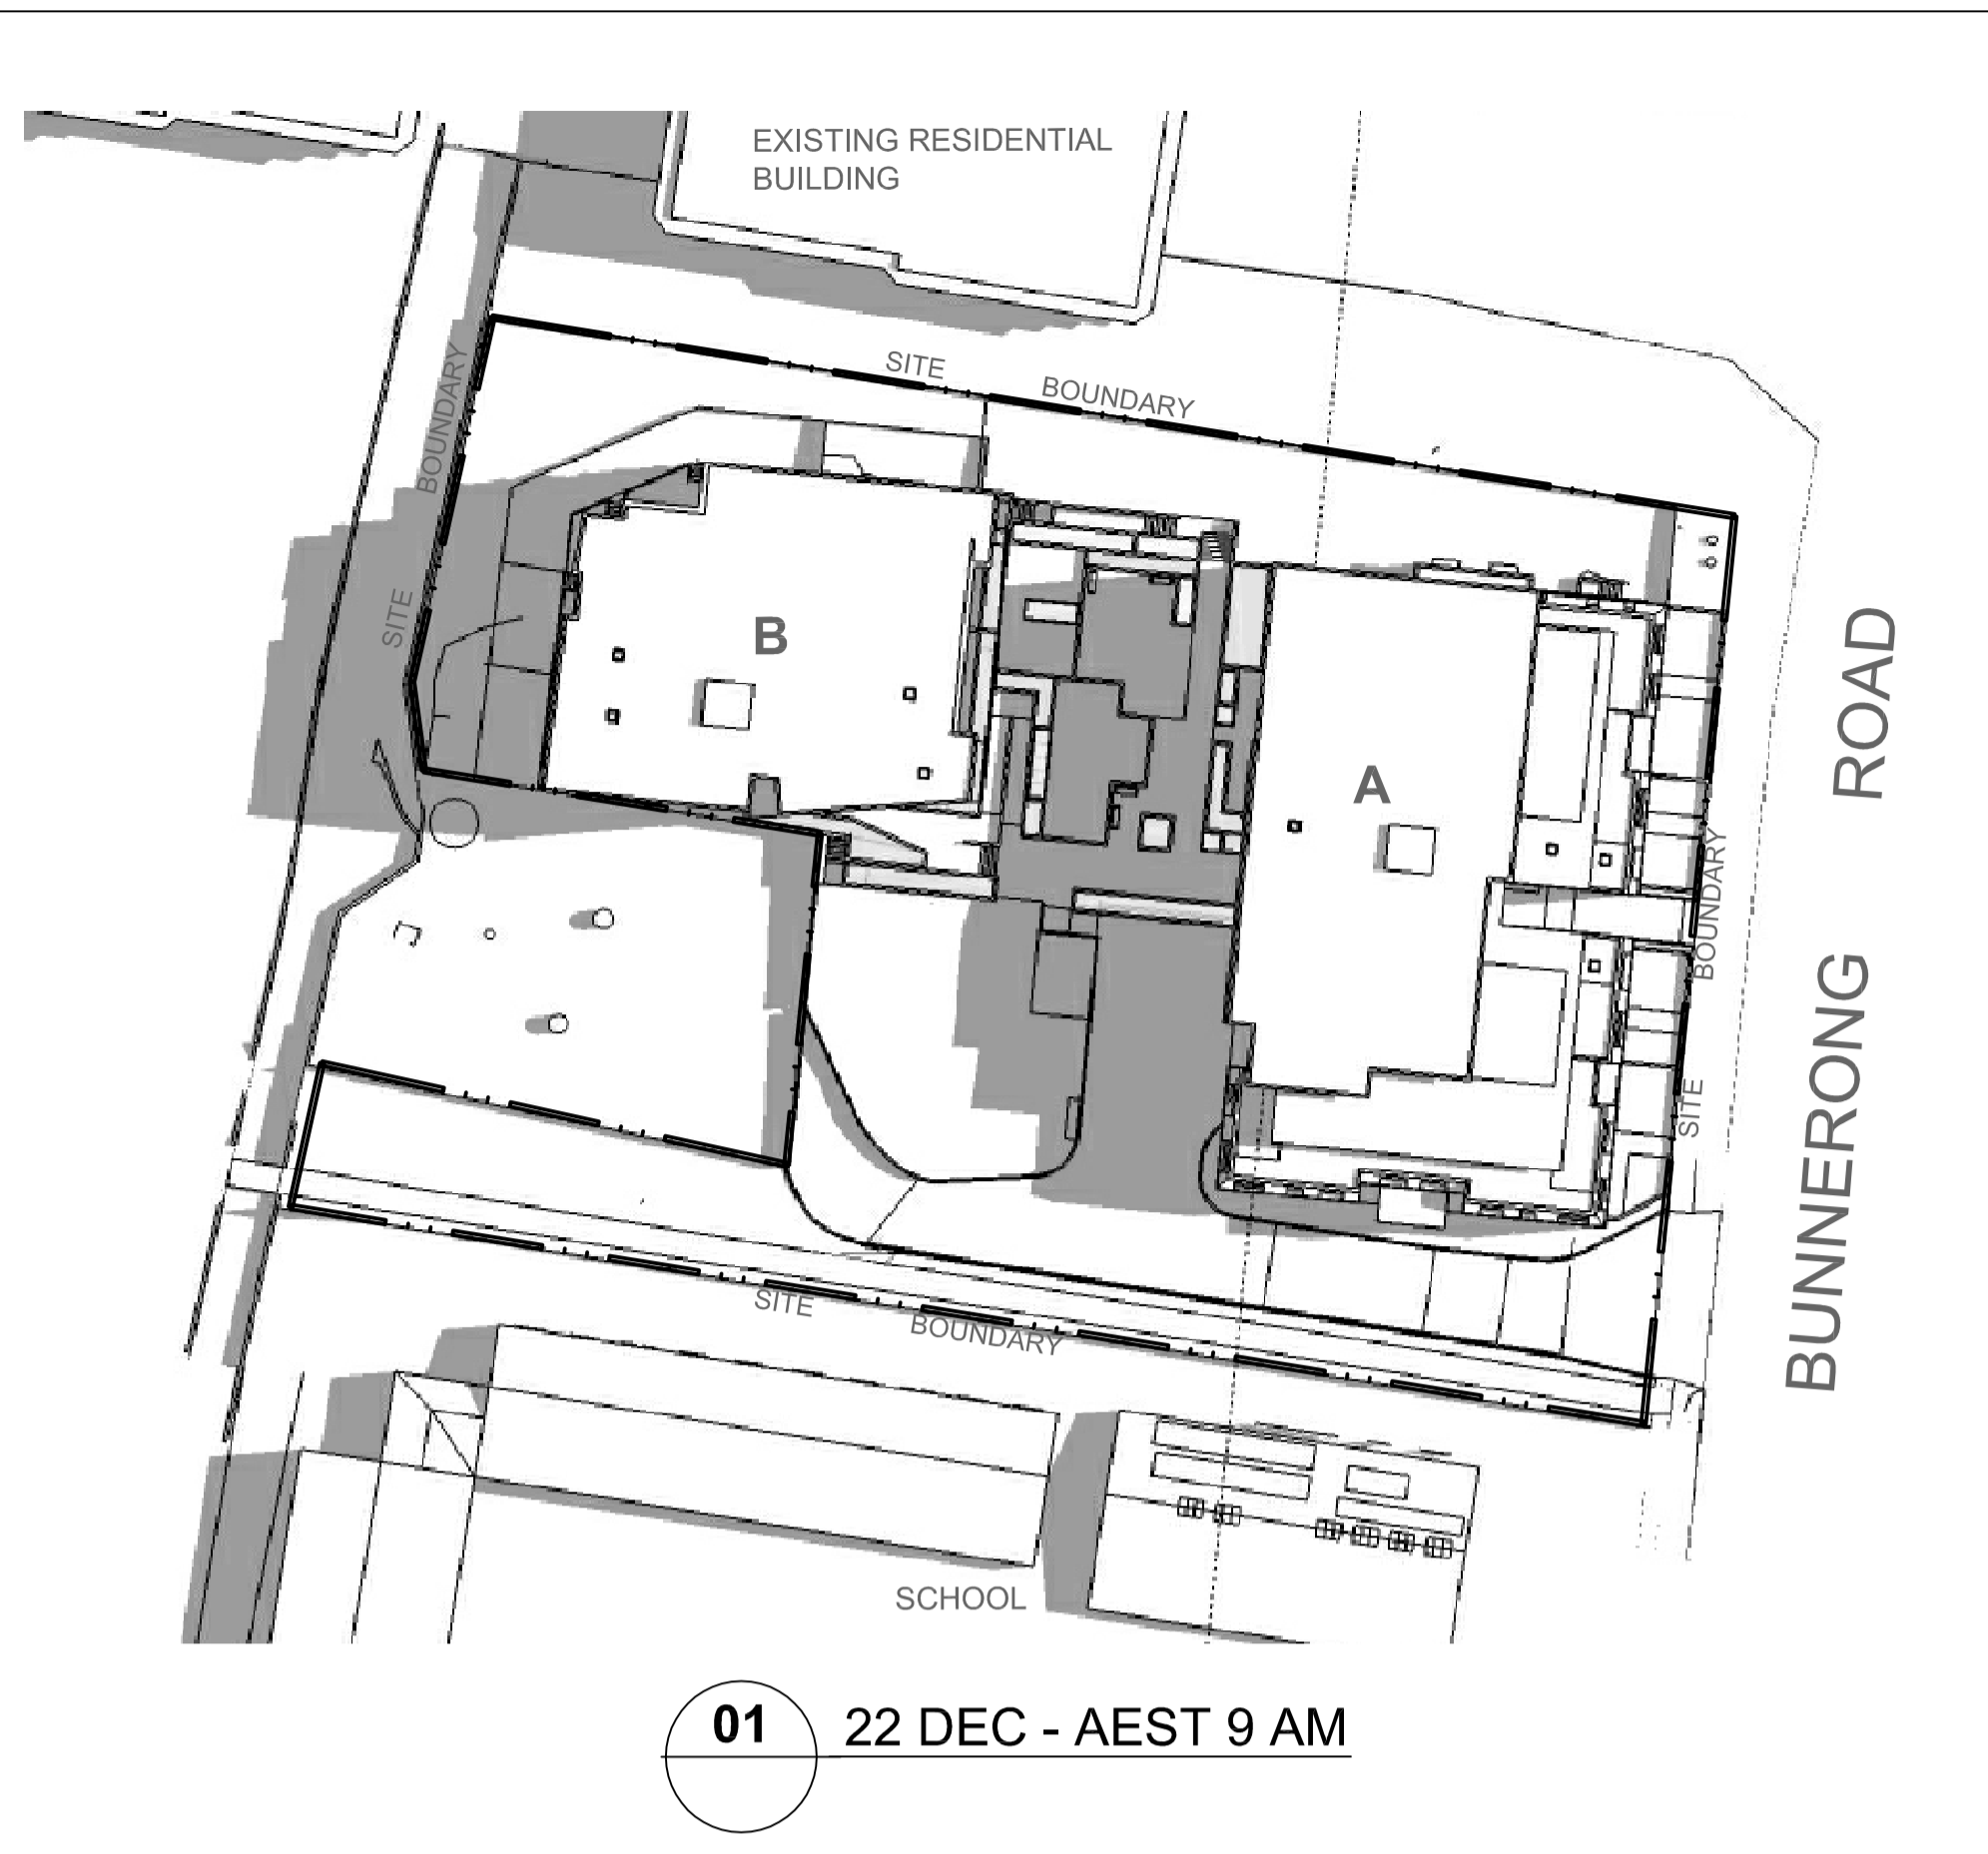 EXISTING RESIDENTIAL
BUILDING
SITE BOUNDARY
SITE BOUNDARY
B
A
BUNNERONG ROAD
SITE BOUNDARY
SITE BOUNDARY
SCHOOL
01 22 DEC - AEST 9 AM